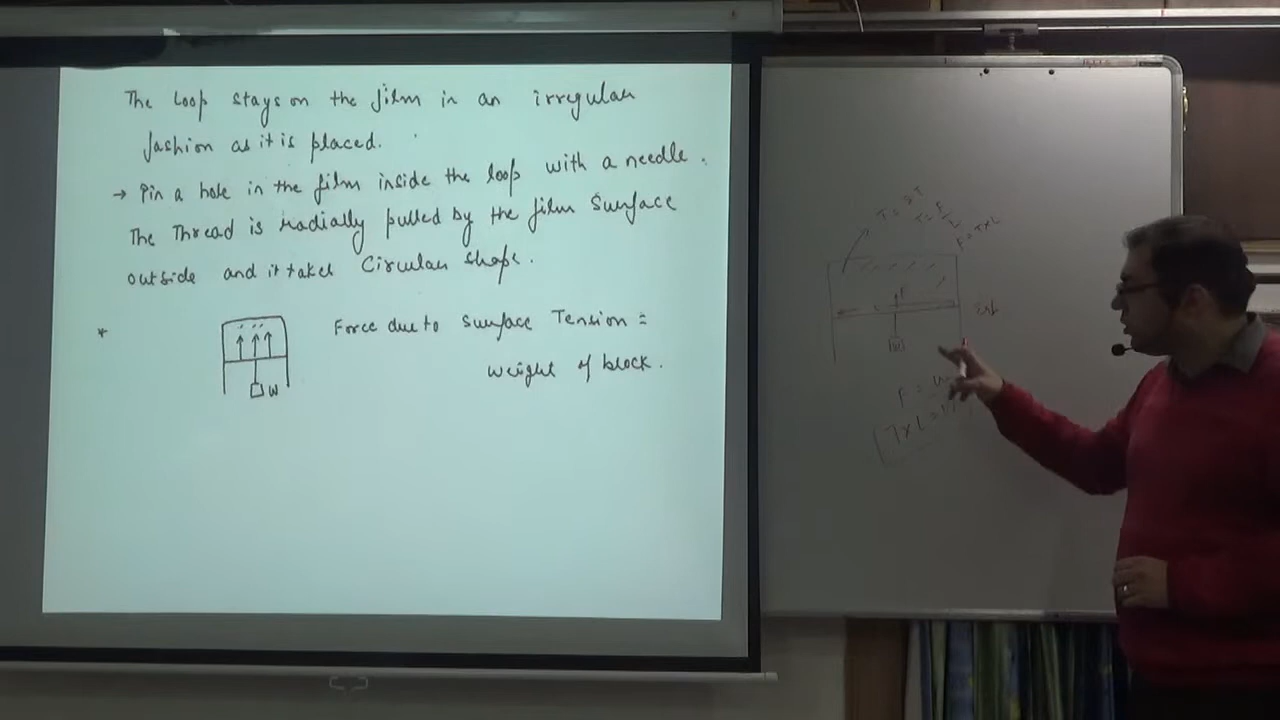 The Loop stays on the film in an irregular
fashion as it is placed.
→ Pin a hole in the film inside the loop with a needle.
The Thread is radially pulled by the film surface
outside and it takes Circular shape.
* Force due to surface Tension =
weight of block.
W
F = T×L
F
W
T×L =